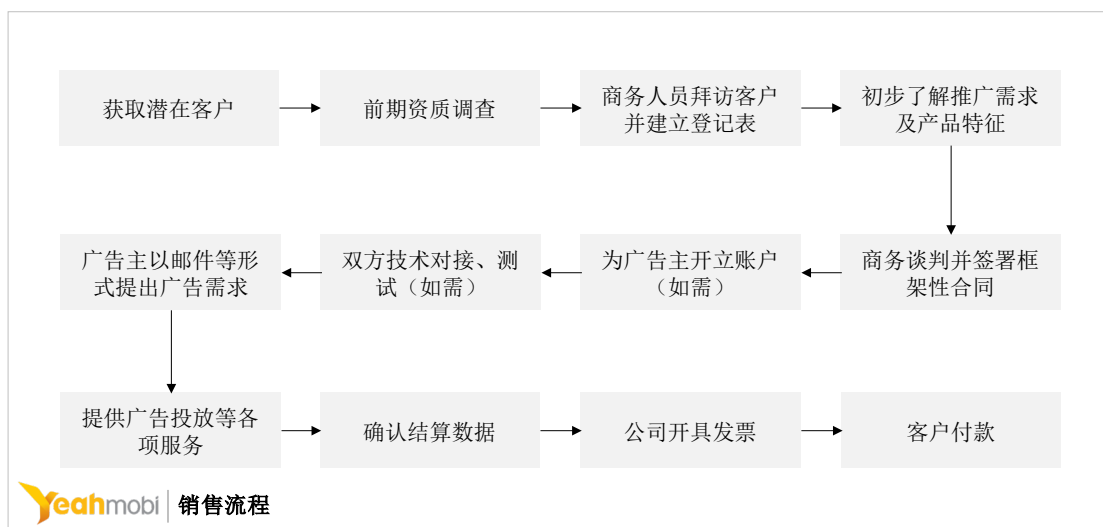 获取潜在客户
前期资质调查
商务人员拜访客户
并建立登记表
初步了解推广需求
及产品特征
商务谈判并签署框
架性合同
为广告主开立账户
（如需）
双方技术对接、测
试（如需）
广告主以邮件等形
式提出广告需求
提供广告投放等各
项服务
确认结算数据
公司开具发票
客户付款
Yeahmobi 销售流程